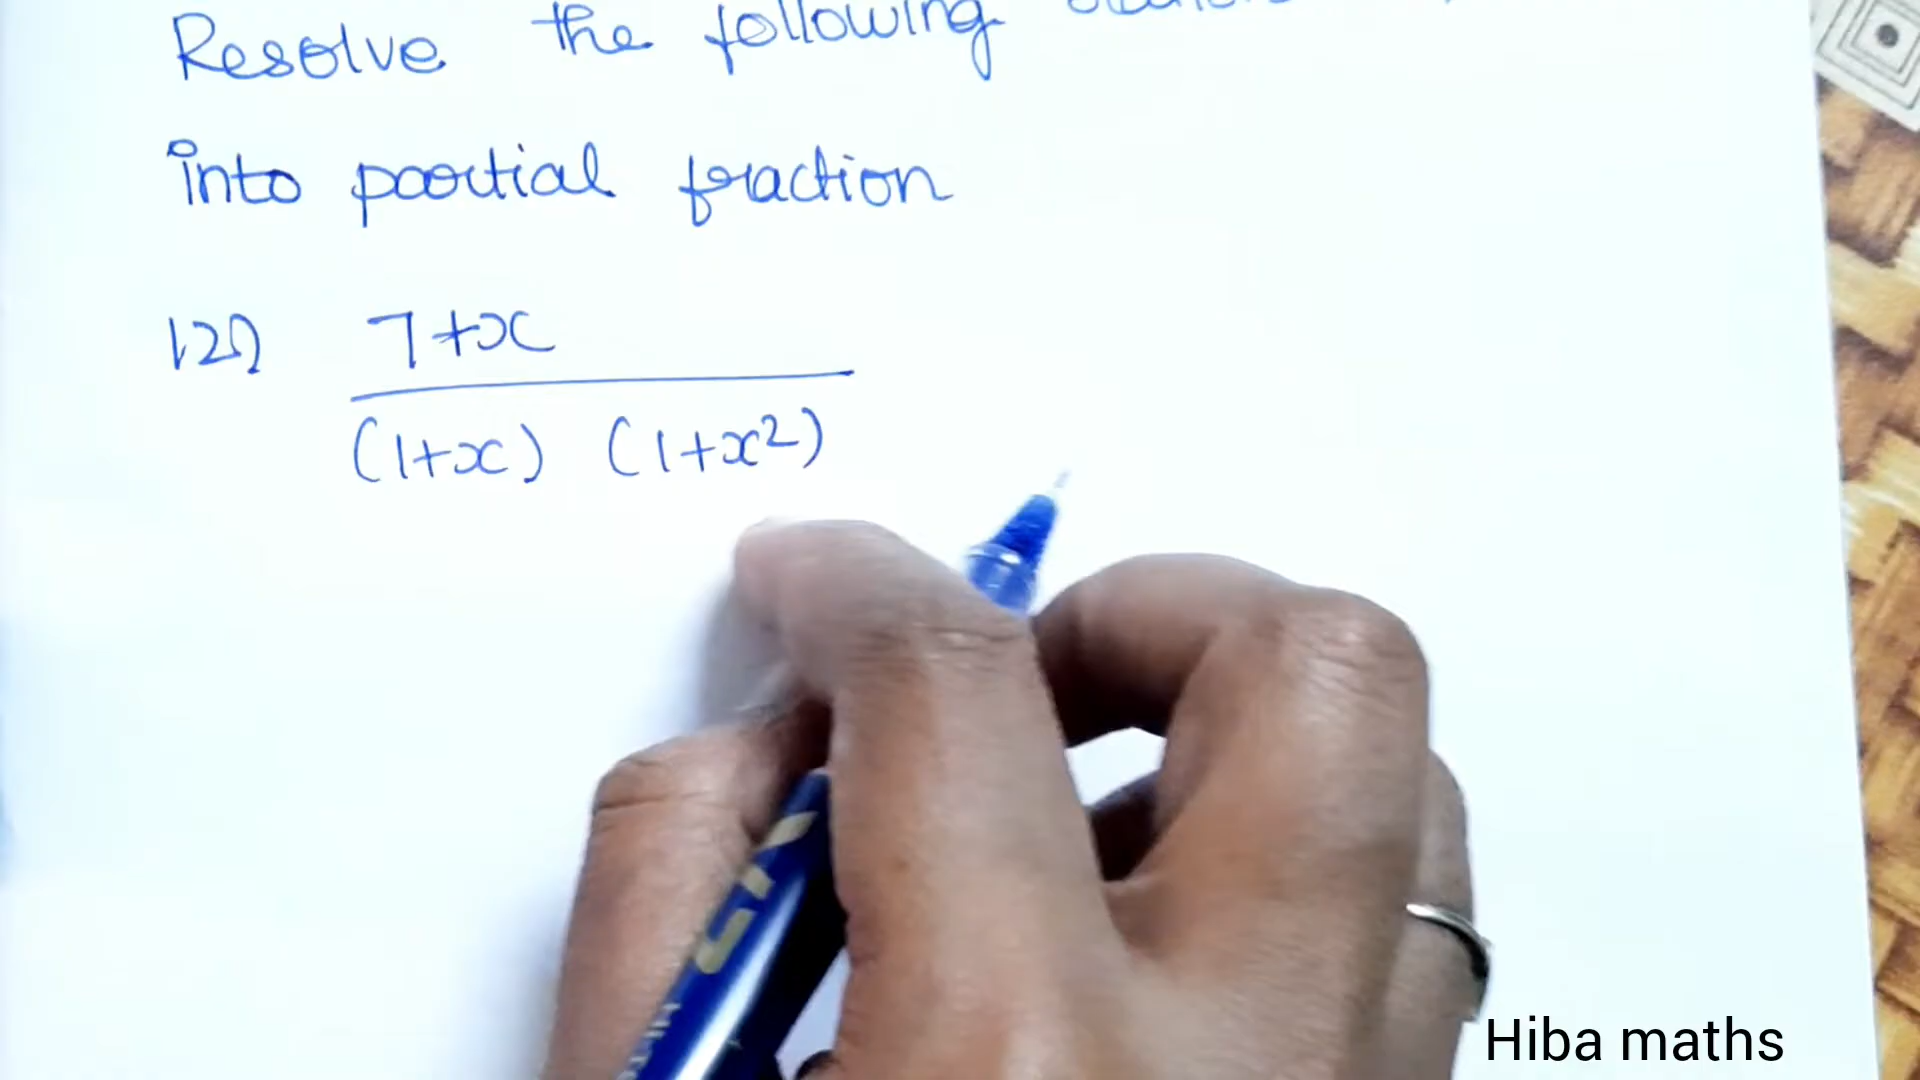 Resolve the following
into partial fraction
12) 7+x
(1+x) (1+x²)
Hiba maths